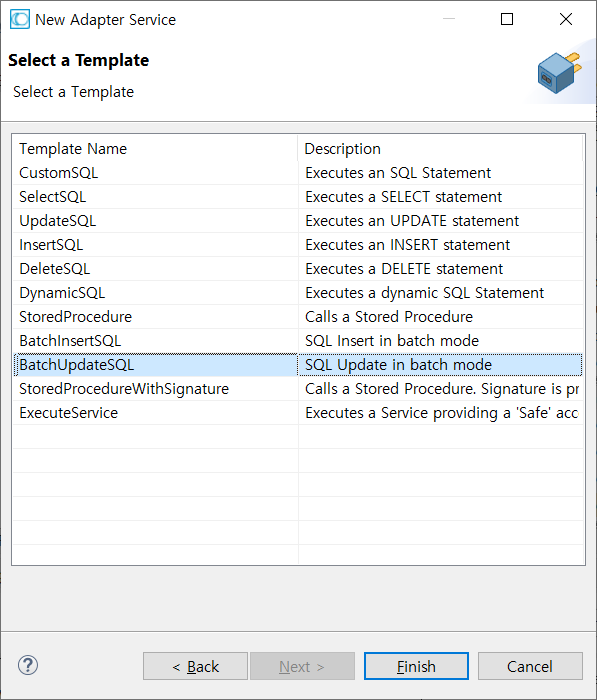 New Adapter Service
Select a Template
Select a Template
Template Name Description
CustomSQL Executes an SQL Statement
SelectSQL Executes a SELECT statement
UpdateSQL Executes an UPDATE statement
InsertSQL Executes an INSERT statement
DeleteSQL Executes a DELETE statement
DynamicSQL Executes a dynamic SQL Statement
StoredProcedure Calls a Stored Procedure
BatchInsertSQL SQL Insert in batch mode
BatchUpdateSQL SQL Update in batch mode
StoredProcedureWithSignature Calls a Stored Procedure. Signature is pr
ExecuteService Executes a Service providing a 'Safe' acc
? < Back Next > Finish Cancel